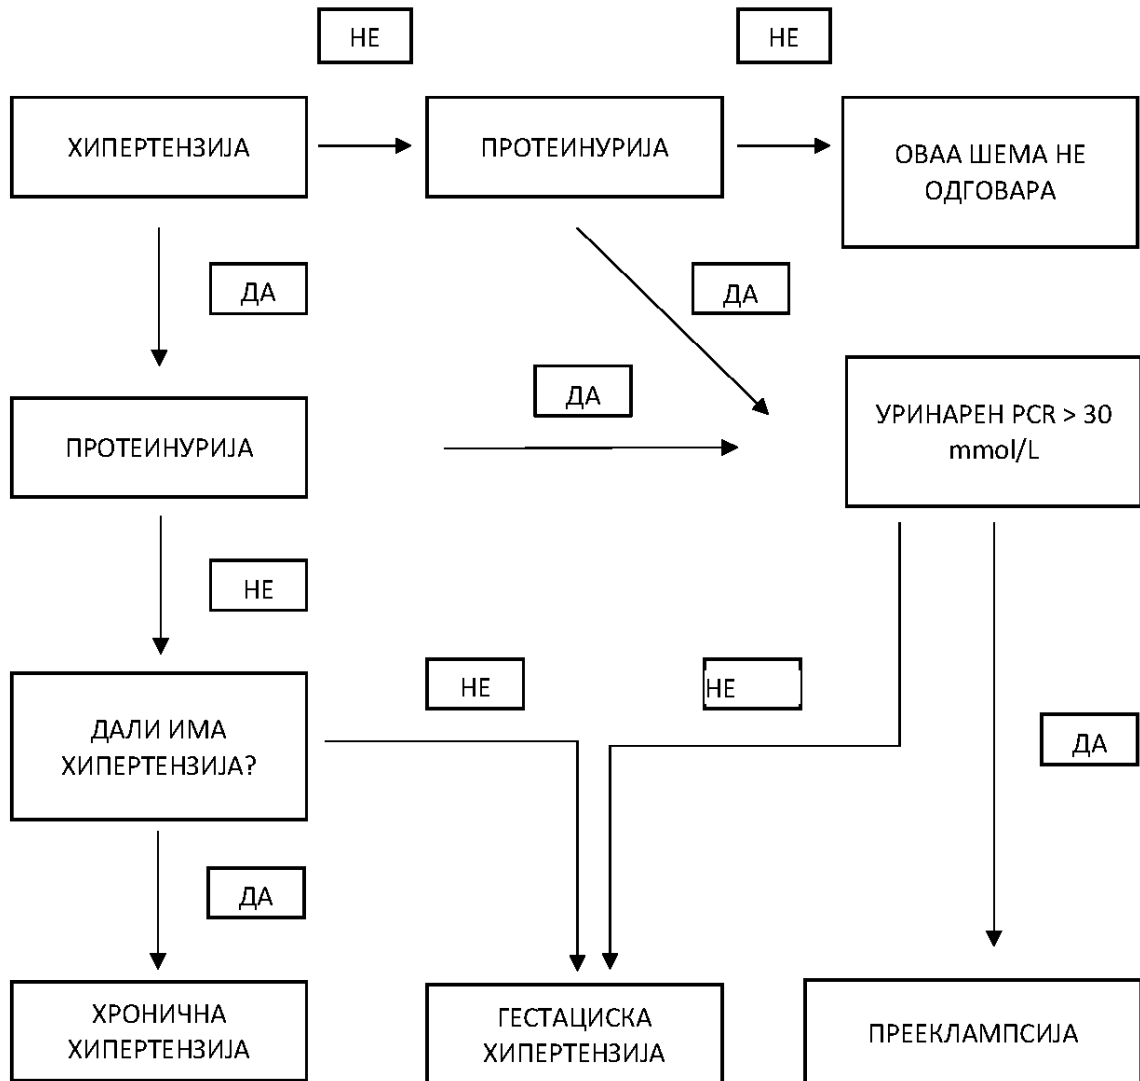 НЕ
НЕ
ХИПЕРТЕНЗИЈА
ПРОТЕИНУРИЈА
ОВАА ШЕМА НЕ
ОДГОВАРА
ДА
ДА
ДА
ПРОТЕИНУРИЈА
УРИНАРЕН PCR > 30
mmol/L
НЕ
НЕ
НЕ
ДАЛИ ИМА
ХИПЕРТЕНЗИЈА?
ДА
ДА
ХРОНИЧНА
ХИПЕРТЕНЗИЈА
ГЕСТАЦИСКА
ХИПЕРТЕНЗИЈА
ПРЕЕКЛАМПСИЈА